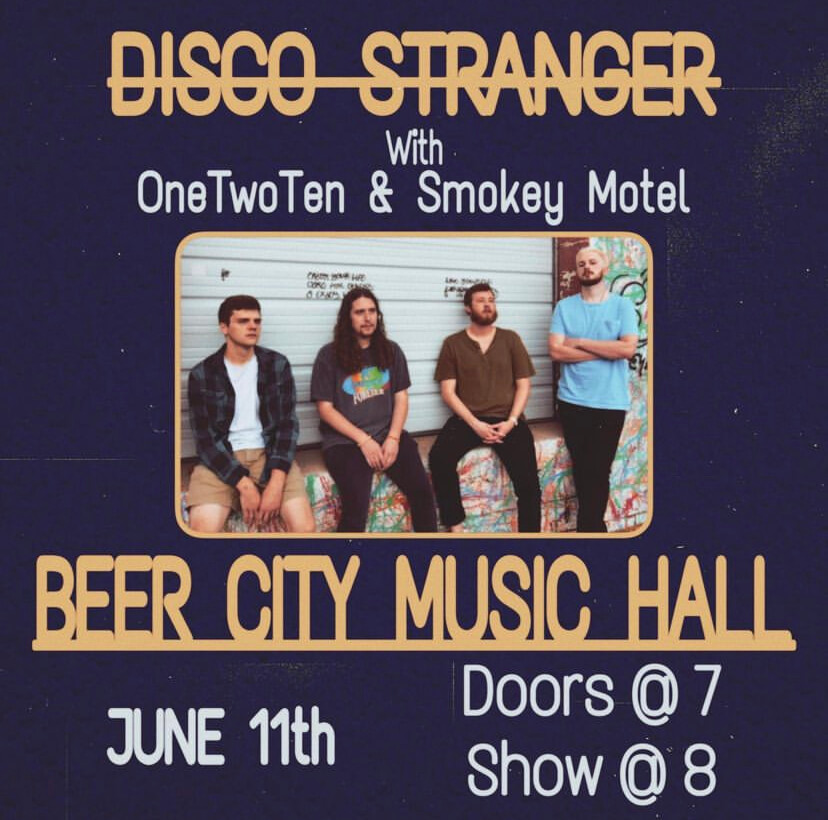 DISCO STRANGER
With
OneTwoTen & Smokey Motel
BEER CITY MUSIC HALL
JUNE 11th
Doors @ 7
Show @ 8